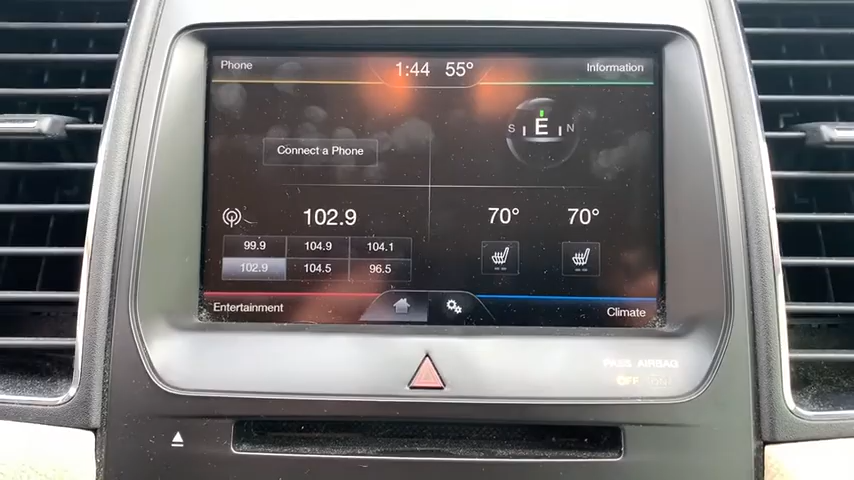 Phone
1:44 55°
Information
S E N
Connect a Phone
102.9
70° 70°
99.9 104.9 104.1
102.9 104.5 96.5
Entertainment
Climate
PASS AIRBAG
OFF